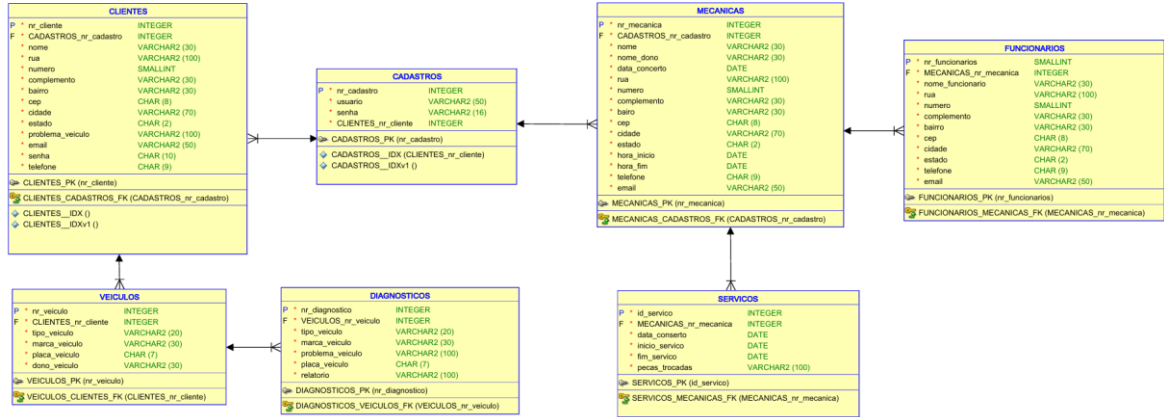 CLIENTES
P * nr_cliente INTEGER
F * CADASTROS_nr_cadastro INTEGER
* nome VARCHAR2 (30)
* rua VARCHAR2 (100)
* numero SMALLINT
* complemento VARCHAR2 (30)
* bairro VARCHAR2 (30)
* cep CHAR (8)
* cidade VARCHAR2 (70)
* estado CHAR (2)
* problema_veiculo VARCHAR2 (100)
* email VARCHAR2 (50)
* senha CHAR (10)
* telefone CHAR (9)
CLIENTES_PK (nr_cliente)
CLIENTES_CADASTROS_FK (CADASTROS_nr_cadastro)
CLIENTES__IDX ()
CLIENTES__IDXv1 ()
CADASTROS
P * nr_cadastro INTEGER
* usuario VARCHAR2 (50)
* senha VARCHAR2 (16)
* CLIENTES_nr_cliente INTEGER
CADASTROS_PK (nr_cadastro)
CADASTROS__IDX (CLIENTES_nr_cliente)
CADASTROS__IDXv1 ()
MECANICAS
P * nr_mecanica INTEGER
F * CADASTROS_nr_cadastro INTEGER
* nome VARCHAR2 (30)
* nome_dono VARCHAR2 (30)
* data_concerto DATE
* rua VARCHAR2 (100)
* numero SMALLINT
* complemento VARCHAR2 (30)
* bairo VARCHAR2 (30)
* cep CHAR (8)
* cidade VARCHAR2 (70)
* estado CHAR (2)
* hora_inicio DATE
* hora_fim DATE
* telefone CHAR (9)
* email VARCHAR2 (50)
MECANICAS_PK (nr_mecanica)
MECANICAS_CADASTROS_FK (CADASTROS_nr_cadastro)
FUNCIONARIOS
P * nr_funcionarios SMALLINT
F * MECANICAS_nr_mecanica INTEGER
* nome_funcionario VARCHAR2 (30)
* rua VARCHAR2 (100)
* numero SMALLINT
* complemento VARCHAR2 (30)
* bairro VARCHAR2 (30)
* cep CHAR (8)
* cidade VARCHAR2 (70)
* estado CHAR (2)
* telefone CHAR (9)
* email VARCHAR2 (50)
FUNCIONARIOS_PK (nr_funcionarios)
FUNCIONARIOS_MECANICAS_FK (MECANICAS_nr_mecanica)
VEICULOS
P * nr_veiculo INTEGER
F * CLIENTES_nr_cliente INTEGER
* tipo_veiculo VARCHAR2 (20)
* marca_veiculo VARCHAR2 (30)
* placa_veiculo CHAR (7)
* dono_veiculo VARCHAR2 (30)
VEICULOS_PK (nr_veiculo)
VEICULOS_CLIENTES_FK (CLIENTES_nr_cliente)
DIAGNOSTICOS
P * nr_diagnostico INTEGER
F * VEICULOS_nr_veiculo INTEGER
* tipo_veiculo VARCHAR2 (20)
* marca_veiculo VARCHAR2 (30)
* problema_veiculo VARCHAR2 (100)
* placa_veiculo CHAR (7)
* relatorio VARCHAR2 (100)
DIAGNOSTICOS_PK (nr_diagnostico)
DIAGNOSTICOS_VEICULOS_FK (VEICULOS_nr_veiculo)
SERVICOS
P * id_servico INTEGER
F * MECANICAS_nr_mecanica INTEGER
* data_conserto DATE
* inicio_servico DATE
* fim_servico DATE
* pecas_trocadas VARCHAR2 (100)
SERVICOS_PK (id_servico)
SERVICOS_MECANICAS_FK (MECANICAS_nr_mecanica)